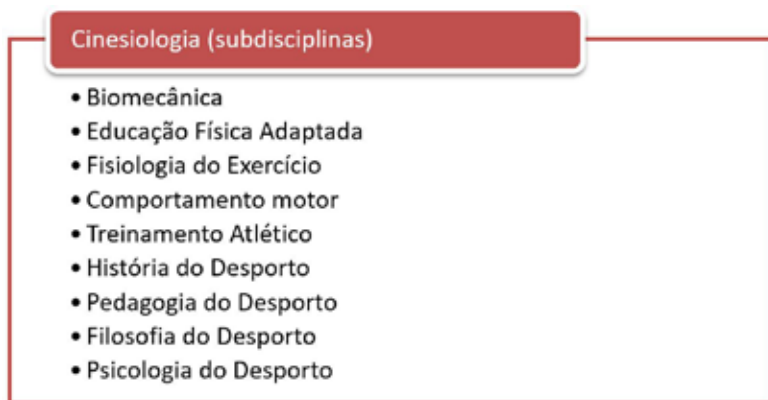 Cinesiologia (subdisciplinas)
• Biomecânica
• Educação Física Adaptada
• Fisiologia do Exercício
• Comportamento motor
• Treinamento Atlético
• História do Desporto
• Pedagogia do Desporto
• Filosofia do Desporto
• Psicologia do Desporto